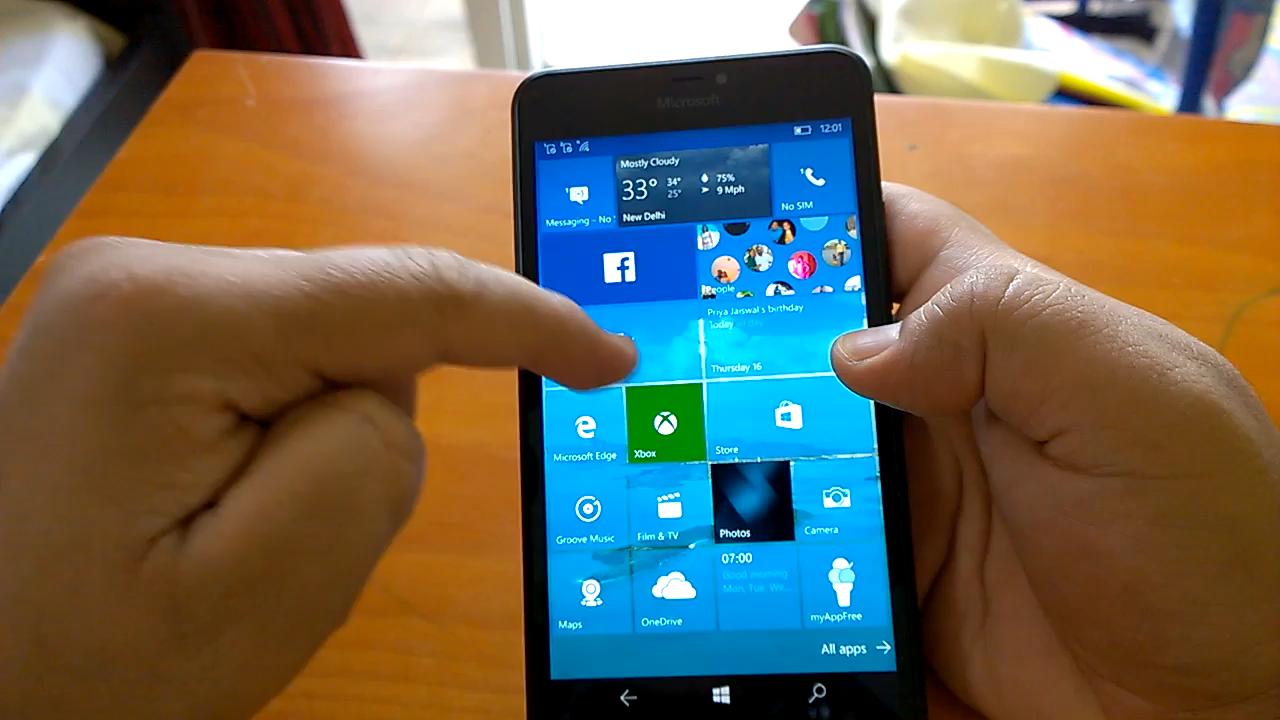 Microsoft
12:01
Mostly Cloudy
33° 34° 75%
25° 9 Mph
New Delhi
Messaging – No
No SIM
People
Priya Jaiswal's birthday
Today
Thursday 16
Microsoft Edge
Xbox
Store
Groove Music
Film & TV
Photos
Camera
07:00
Good morning
Mon, Tue, We...
Maps
OneDrive
myAppFree
All apps